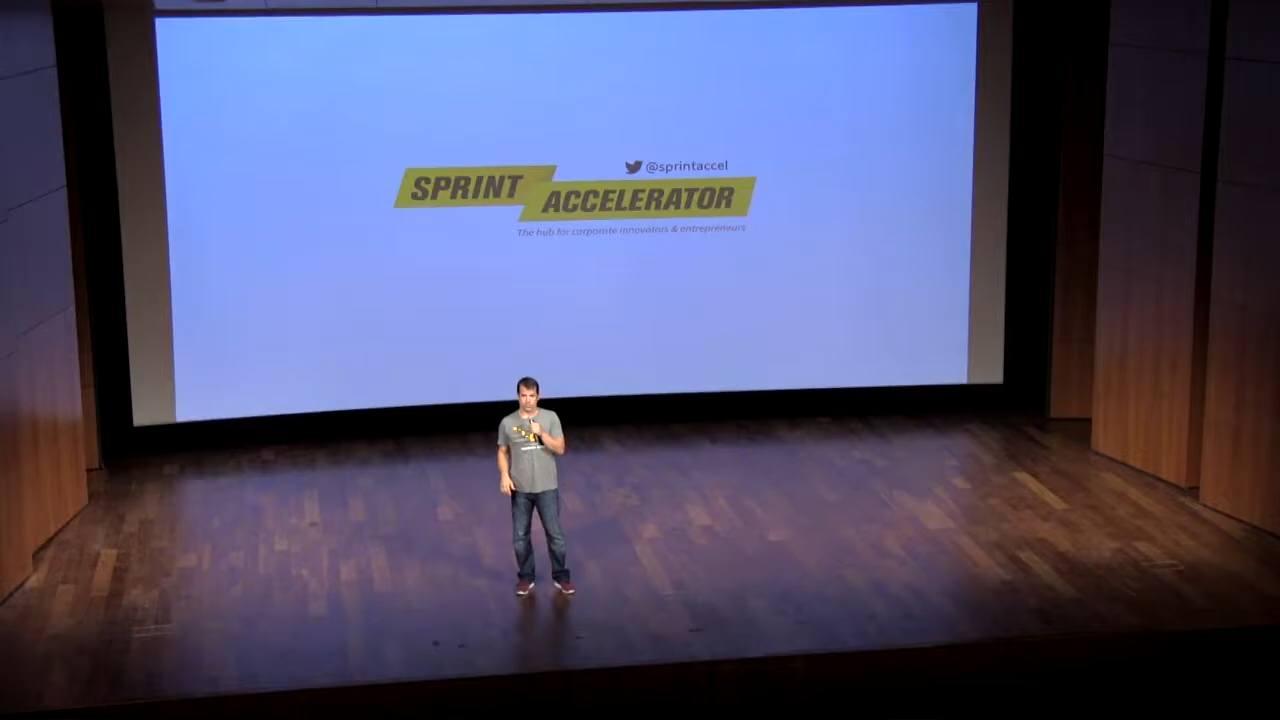 @sprintaccel
SPRINT
ACCELERATOR
The hub for corporate innovators & entrepreneurs